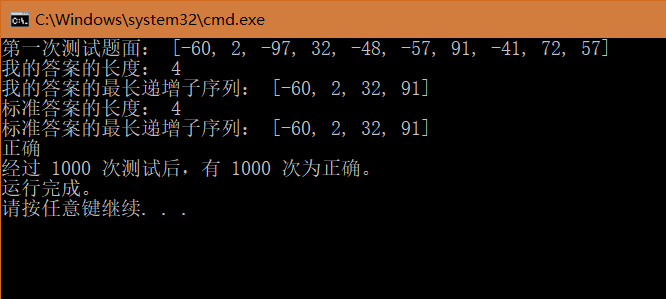 C:\Windows\system32\cmd.exe
第一次测试题面： [-60, 2, -97, 32, -48, -57, 91, -41, 72, 57]
我的答案的长度： 4
我的答案的最长递增子序列： [-60, 2, 32, 91]
标准答案的长度： 4
标准答案的最长递增子序列： [-60, 2, 32, 91]
正确
经过 1000 次测试后，有 1000 次为正确。
运行完成。
请按任意键继续. . .